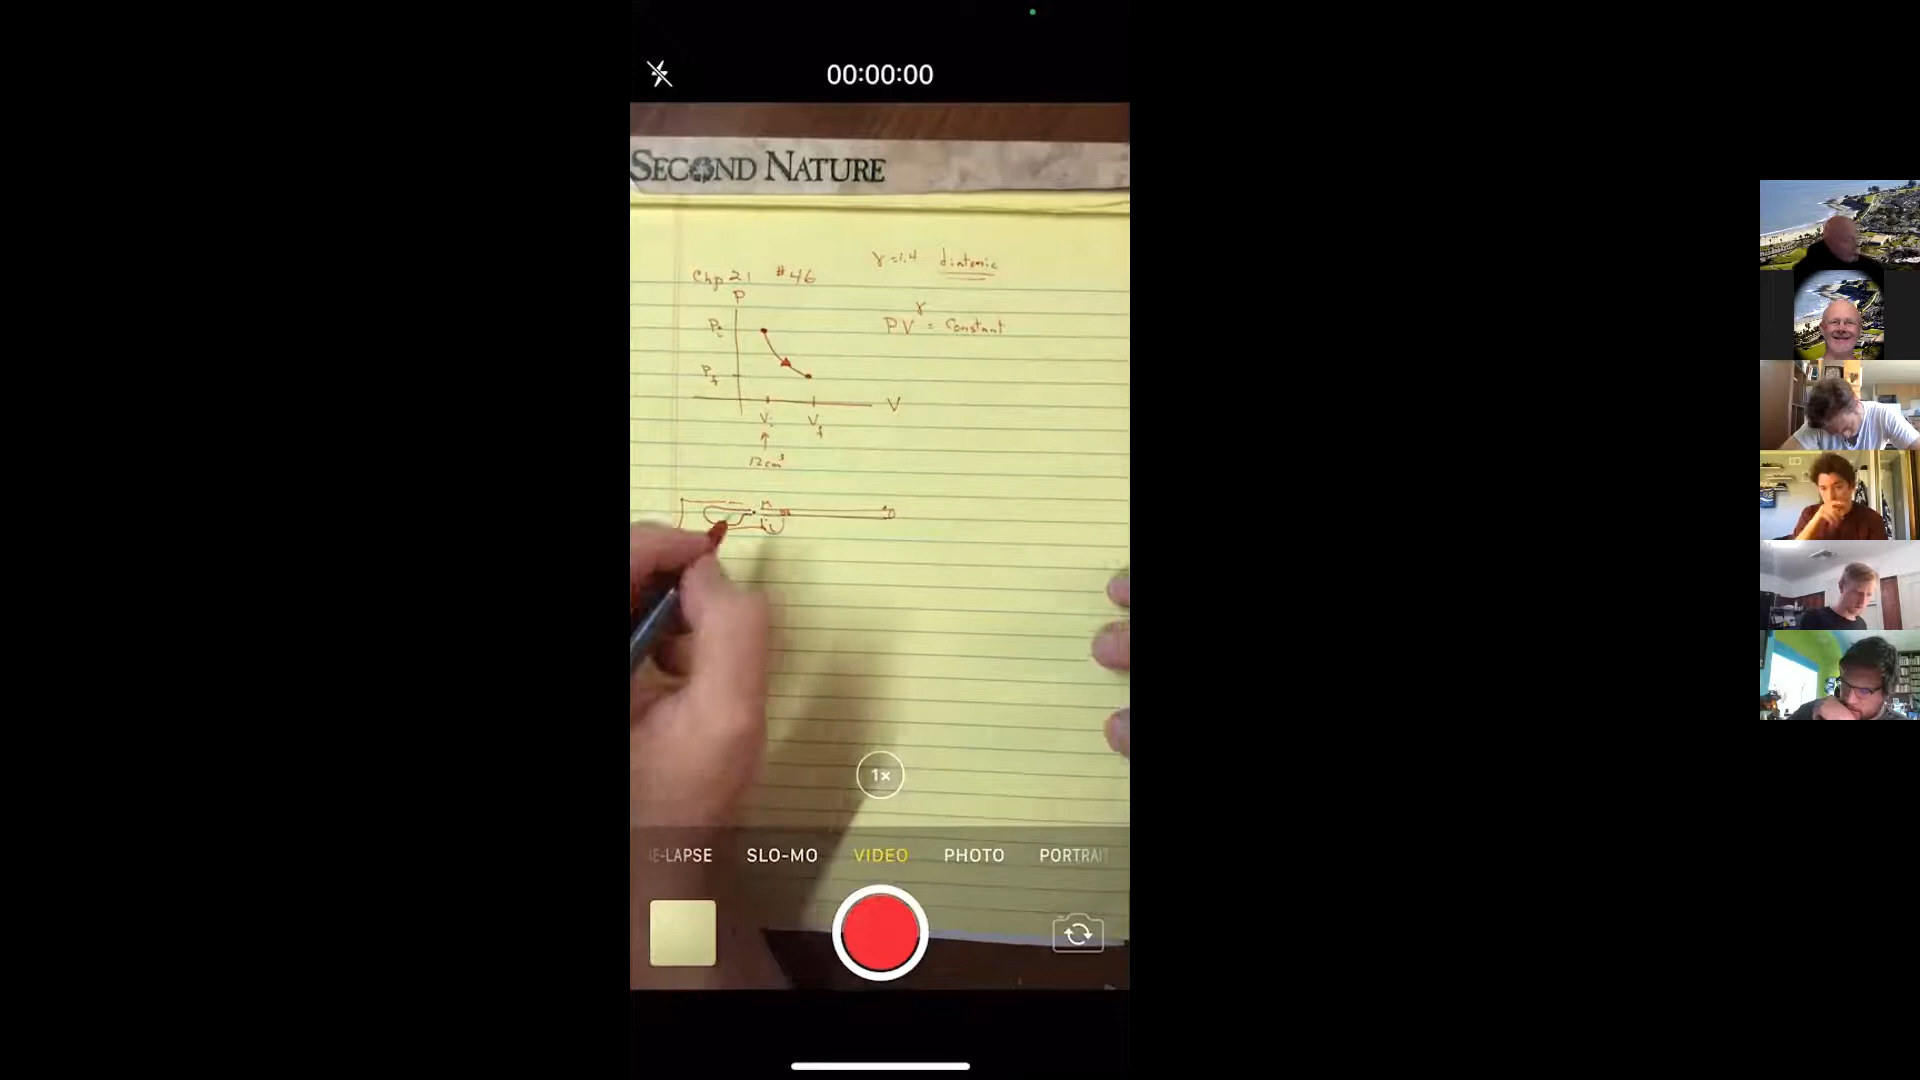 00:00:00
SECOND NATURE
γ=1.4 diatomic
Chp 21 #46
P
PV^γ = Constant
Pi
Pf
V
Vi Vf
12cm³
1×
E-LAPSE SLO-MO VIDEO PHOTO PORTRAIT